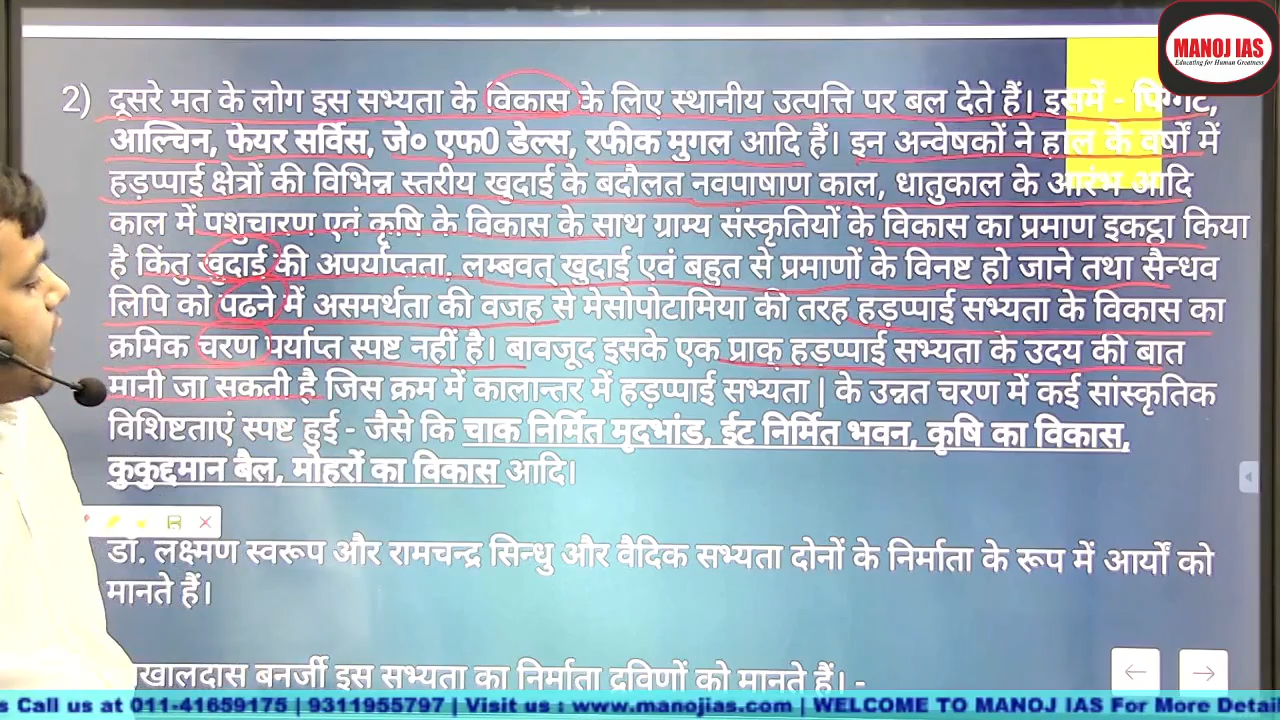 MANOJ IAS
Educating for Human Greatness
2) दूसरे मत के लोग इस सभ्यता के विकास के लिए स्थानीय उत्पत्ति पर बल देते हैं। इसमें - पिग्गट,
आल्चिन, फेयर सर्विस, जे० एफ0 डेल्स, रफीक मुगल आदि हैं। इन अन्वेषकों ने हाल के वर्षों में
हड़प्पाई क्षेत्रों की विभिन्न स्तरीय खुदाई के बदौलत नवपाषाण काल, धातुकाल के आरंभ आदि
काल में पशुचारण एवं कृषि के विकास के साथ ग्राम्य संस्कृतियों के विकास का प्रमाण इकट्ठा किया
है किंतु खुदाई की अपर्याप्तता, लम्बवत् खुदाई एवं बहुत से प्रमाणों के विनष्ट हो जाने तथा सैन्धव
लिपि को पढने में असमर्थता की वजह से मेसोपोटामिया की तरह हड़प्पाई सभ्यता के विकास का
क्रमिक चरण पर्याप्त स्पष्ट नहीं है। बावजूद इसके एक प्राक् हड़प्पाई सभ्यता के उदय की बात
मानी जा सकती है जिस क्रम में कालान्तर में हड़प्पाई सभ्यता | के उन्नत चरण में कई सांस्कृतिक
विशिष्टताएं स्पष्ट हुई - जैसे कि चाक निर्मित मृदभांड, ईट निर्मित भवन, कृषि का विकास,
कुकुद्दमान बैल, मोहरों का विकास आदि।
डॉ. लक्ष्मण स्वरूप और रामचन्द्र सिन्धु और वैदिक सभ्यता दोनों के निर्माता के रूप में आर्यों को
मानते हैं।
खालदास बनर्जी इस सभ्यता का निर्माता द्रविणों को मानते हैं। -
s Call us at 011-41659175 | 9311955797 | Visit us : www.manojias.com | WELCOME TO MANOJ IAS For More Detai